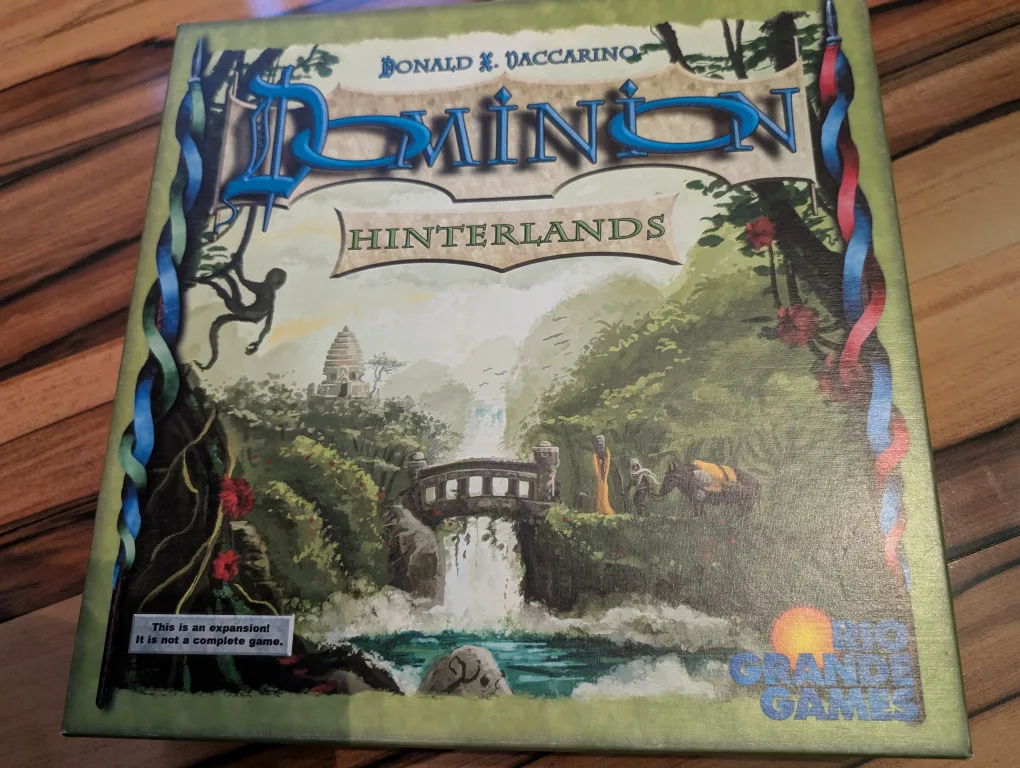 DONALD X. VACCARINO
DOMINION
HINTERLANDS
This is an expansion!
It is not a complete game.
RIO
GRANDE
GAMES